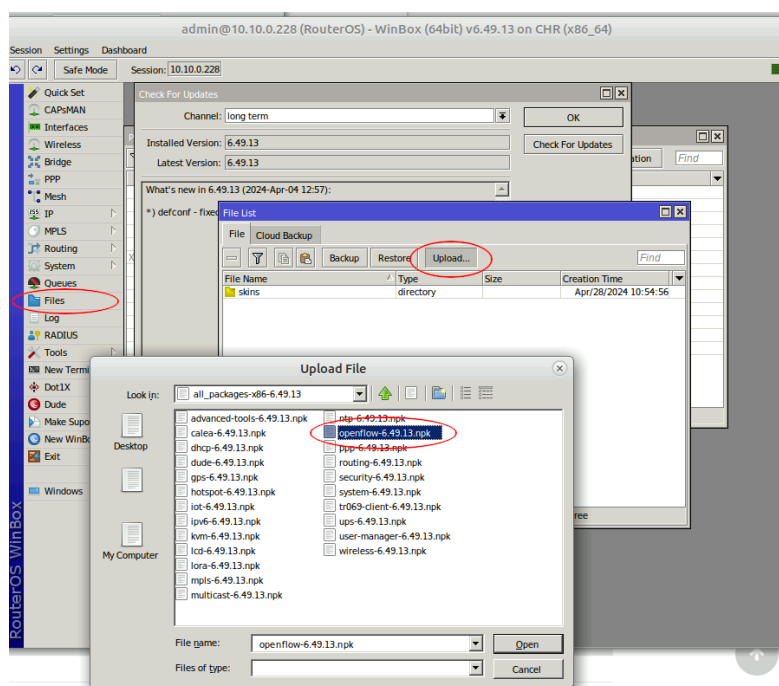 admin@10.10.0.228 (RouterOS) - WinBox (64bit) v6.49.13 on CHR (x86_64)
Session Settings Dashboard
Safe Mode Session: 10.10.0.228
Quick Set
CAPsMAN
Interfaces
Wireless
Bridge
PPP
Mesh
IP
MPLS
Routing
System
Queues
Files
Log
RADIUS
Tools
New Termi
Dot1X
Dude
Make Supo
New WinBo
Exit
Windows
RouterOS WinBox
Check For Updates
Channel: long term
OK
Installed Version: 6.49.13
Check For Updates
Latest Version: 6.49.13
What's new in 6.49.13 (2024-Apr-04 12:57):
*) defconf - fixed
ation Find
File List
File Cloud Backup
Backup Restore Upload... Find
File Name Type Size Creation Time
skins directory Apr/28/2024 10:54:56
ree
Upload File
Look in: all_packages-x86-6.49.13
Desktop
My Computer
advanced-tools-6.49.13.npk
calea-6.49.13.npk
dhcp-6.49.13.npk
dude-6.49.13.npk
gps-6.49.13.npk
hotspot-6.49.13.npk
iot-6.49.13.npk
ipv6-6.49.13.npk
kvm-6.49.13.npk
lcd-6.49.13.npk
lora-6.49.13.npk
mpls-6.49.13.npk
multicast-6.49.13.npk
ntp-6.49.13.npk
openflow-6.49.13.npk
ppp-6.49.13.npk
routing-6.49.13.npk
security-6.49.13.npk
system-6.49.13.npk
tr069-client-6.49.13.npk
ups-6.49.13.npk
user-manager-6.49.13.npk
wireless-6.49.13.npk
File name: openflow-6.49.13.npk
Open
Files of type:
Cancel